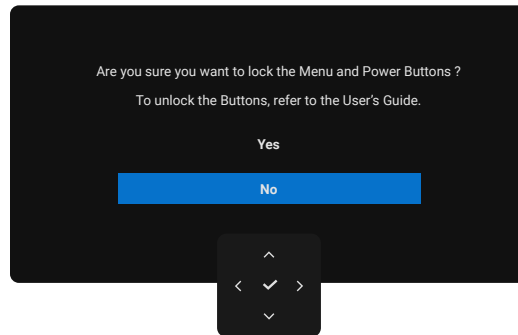 Are you sure you want to lock the Menu and Power Buttons ?
To unlock the Buttons, refer to the User’s Guide.
Yes
No